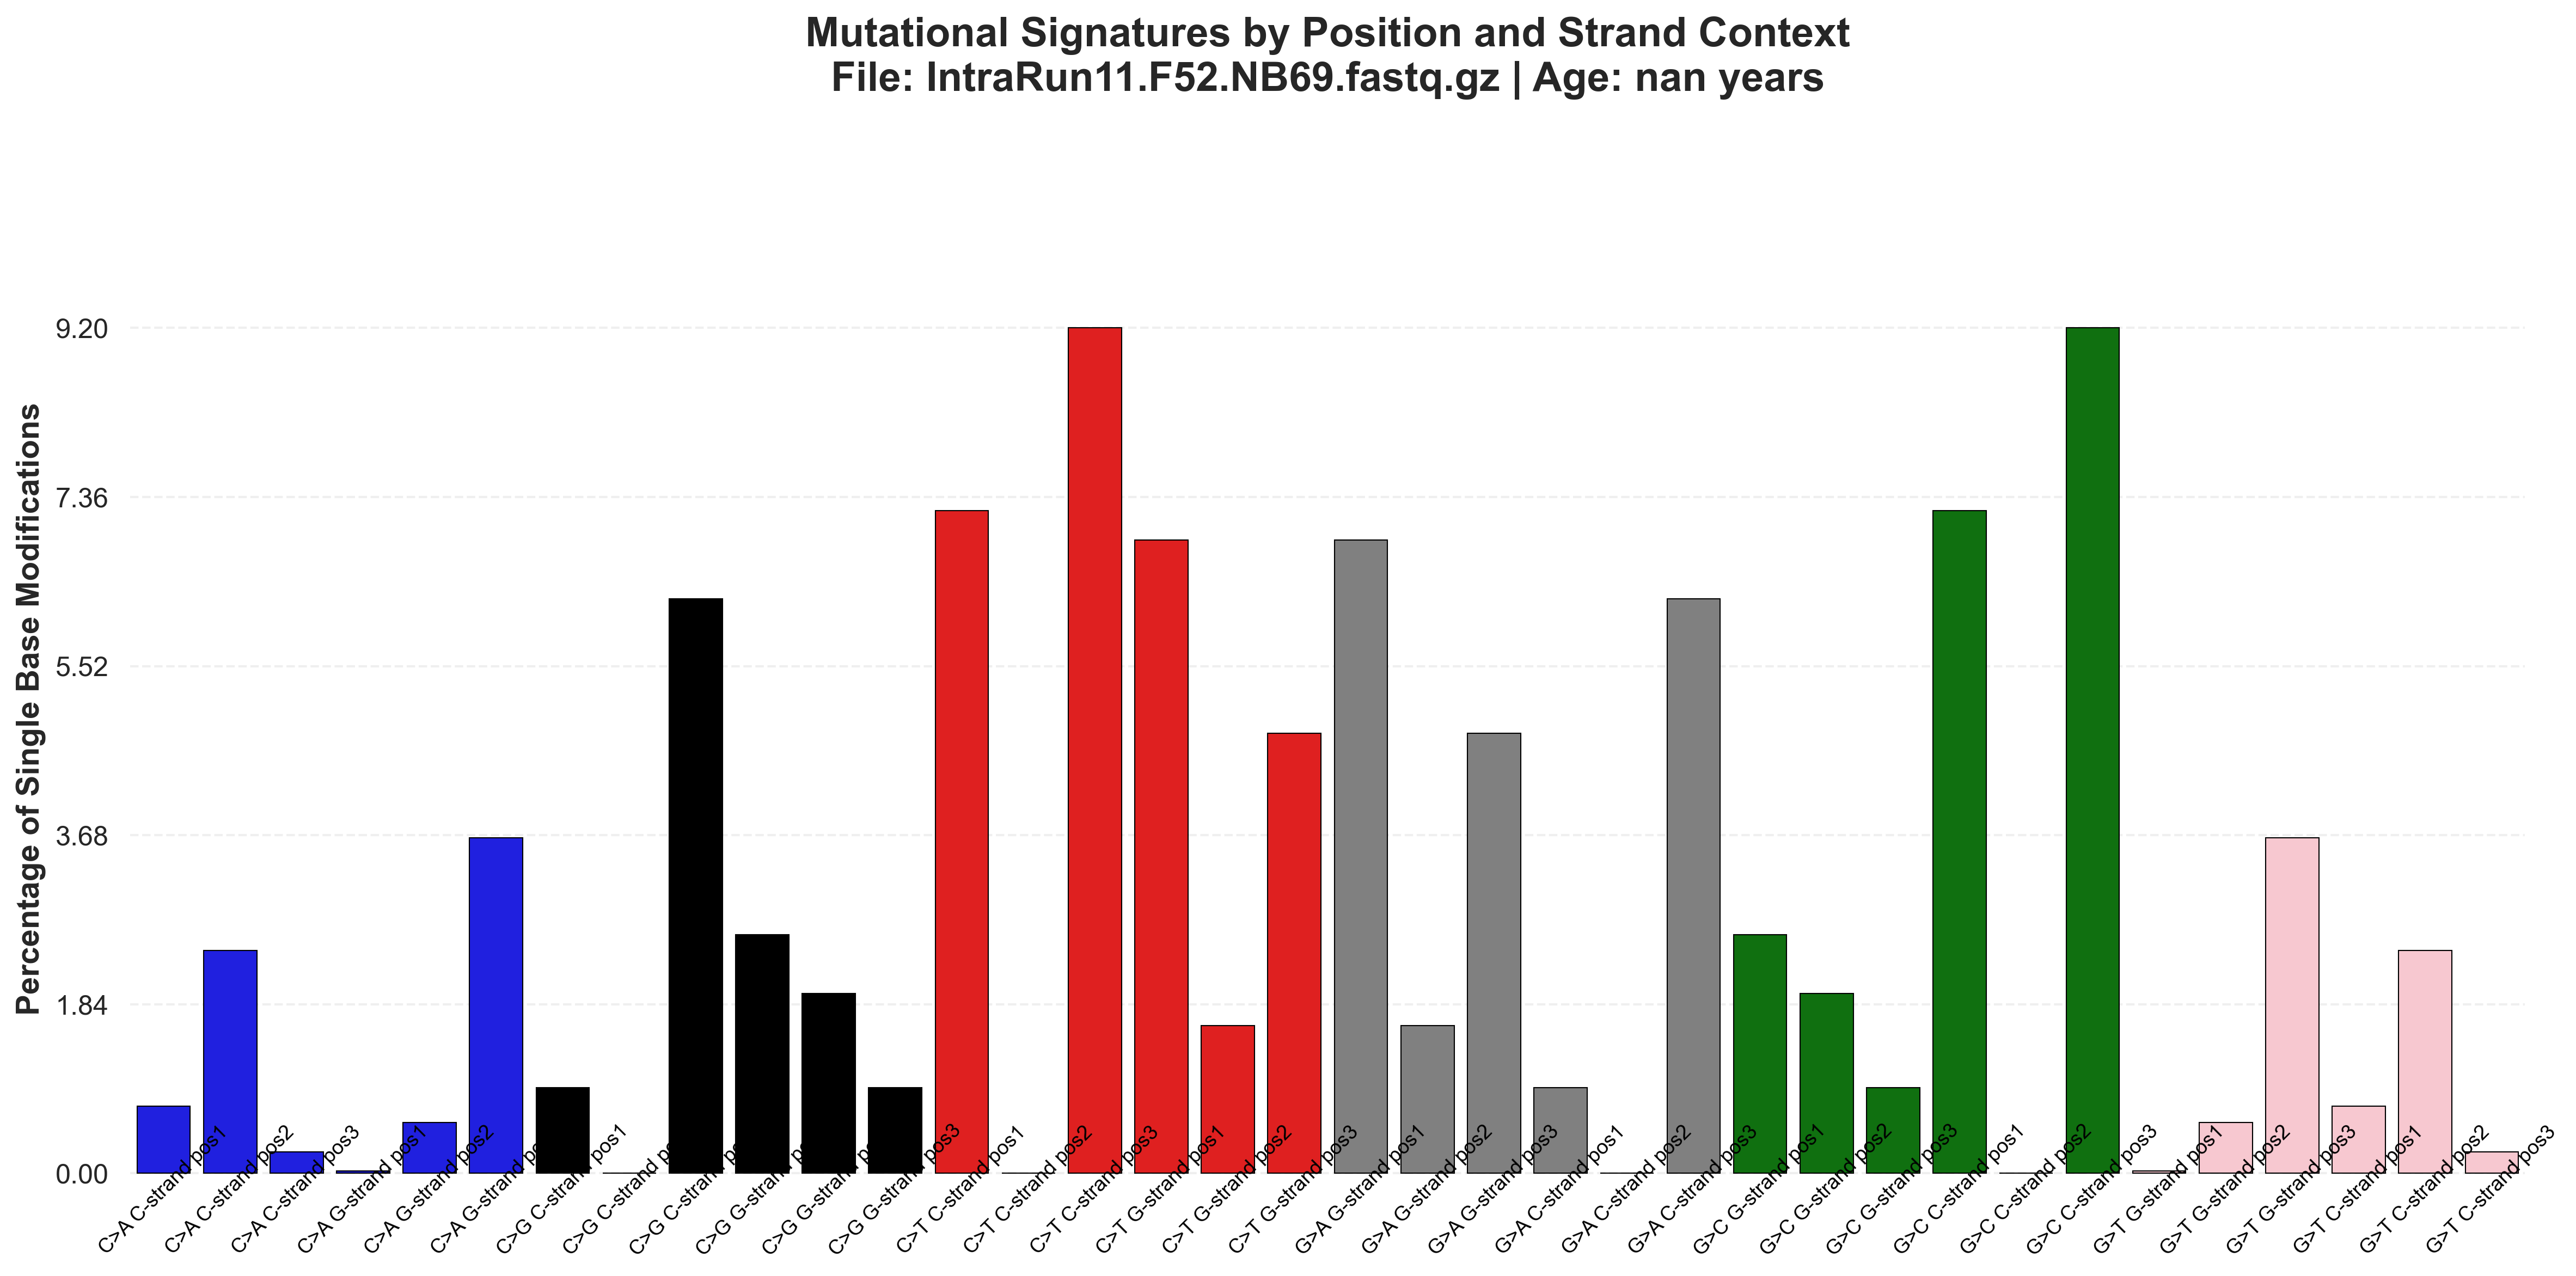 Mutational Signatures by Position and Strand Context
File: IntraRun11.F52.NB69.fastq.gz | Age: nan years
Percentage of Single Base Modifications
9.20
7.36
5.52
3.68
1.84
0.00
C>A C-strand pos1
C>A C-strand pos2
C>A C-strand pos3
C>A G-strand pos1
C>A G-strand pos2
C>A G-strand po
C>G C-strand pos1
C>G C-strand po
C>G C-strand po
C>G G-strand po
C>G G-strand po
C>G G-strand pos3
C>T C-strand pos1
C>T C-strand pos2
C>T C-strand pos3
C>T G-strand pos1
C>T G-strand pos2
C>T G-strand pos3
G>A G-strand pos1
G>A G-strand pos2
G>A G-strand pos3
G>A C-strand pos1
G>A C-strand pos2
G>A C-strand pos3
G>C G-strand pos1
G>C G-strand pos2
G>C G-strand pos3
G>C C-strand pos1
G>C C-strand pos2
G>C C-strand pos3
G>T G-strand pos1
G>T G-strand pos2
G>T G-strand pos3
G>T C-strand pos1
G>T C-strand pos2
G>T C-strand pos3